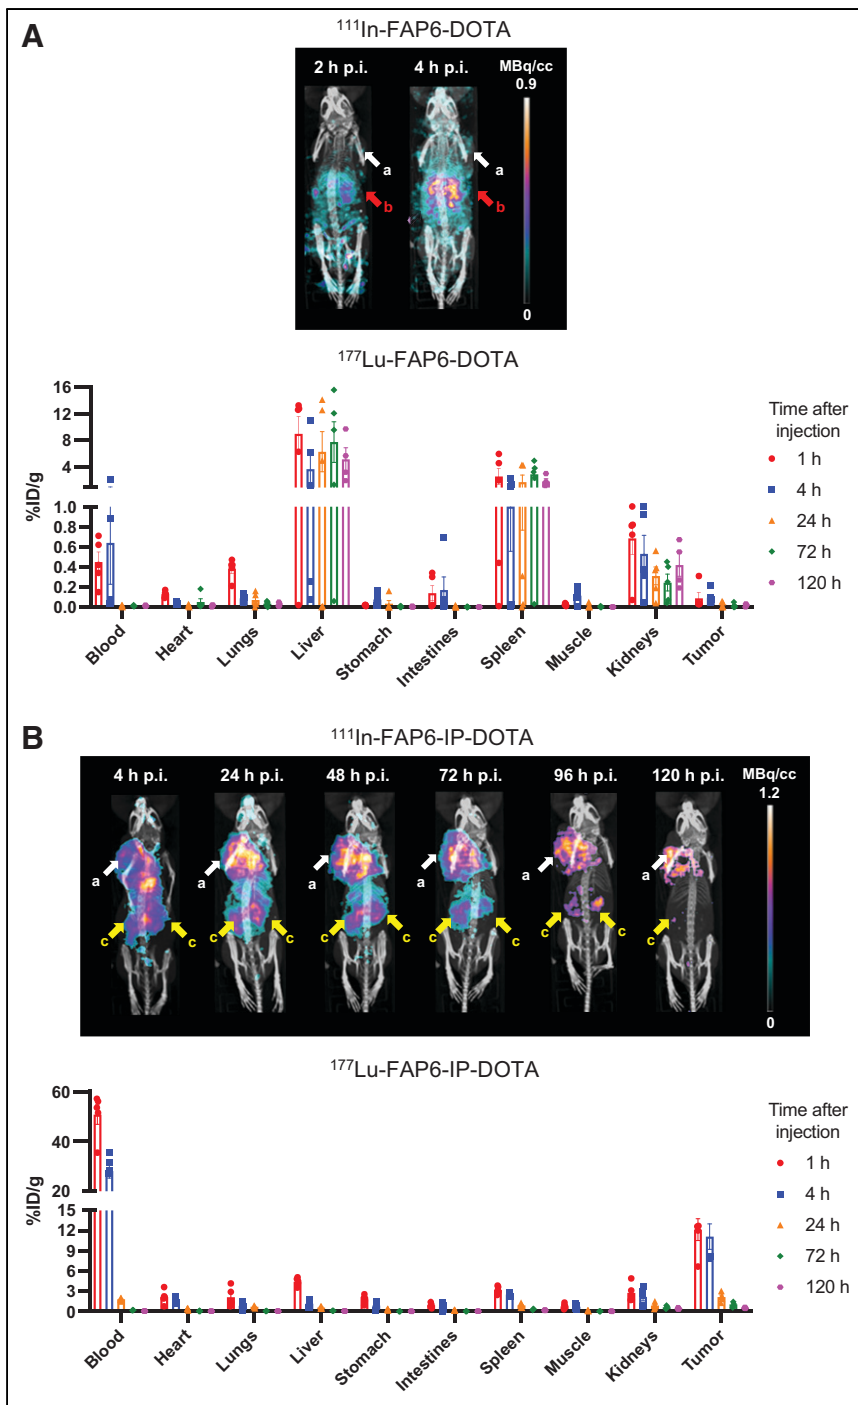 A
¹¹¹In-FAP6-DOTA
2 h p.i.
4 h p.i.
MBq/cc
0.9
a
a
b
b
0
¹⁷⁷Lu-FAP6-DOTA
16
12
8
4
1.0
0.8
0.6
0.4
0.2
0.0
%ID/g
Blood
Heart
Lungs
Liver
Stomach
Intestines
Spleen
Muscle
Kidneys
Tumor
Time after
injection
1 h
4 h
24 h
72 h
120 h
B
¹¹¹In-FAP6-IP-DOTA
4 h p.i.
24 h p.i.
48 h p.i.
72 h p.i.
96 h p.i.
120 h p.i.
MBq/cc
1.2
a
a
a
a
a
a
c
c
c
c
c
c
c
c
c
c
c
0
¹⁷⁷Lu-FAP6-IP-DOTA
60
40
20
15
12
9
6
3
0
%ID/g
Blood
Heart
Lungs
Liver
Stomach
Intestines
Spleen
Muscle
Kidneys
Tumor
Time after
injection
1 h
4 h
24 h
72 h
120 h